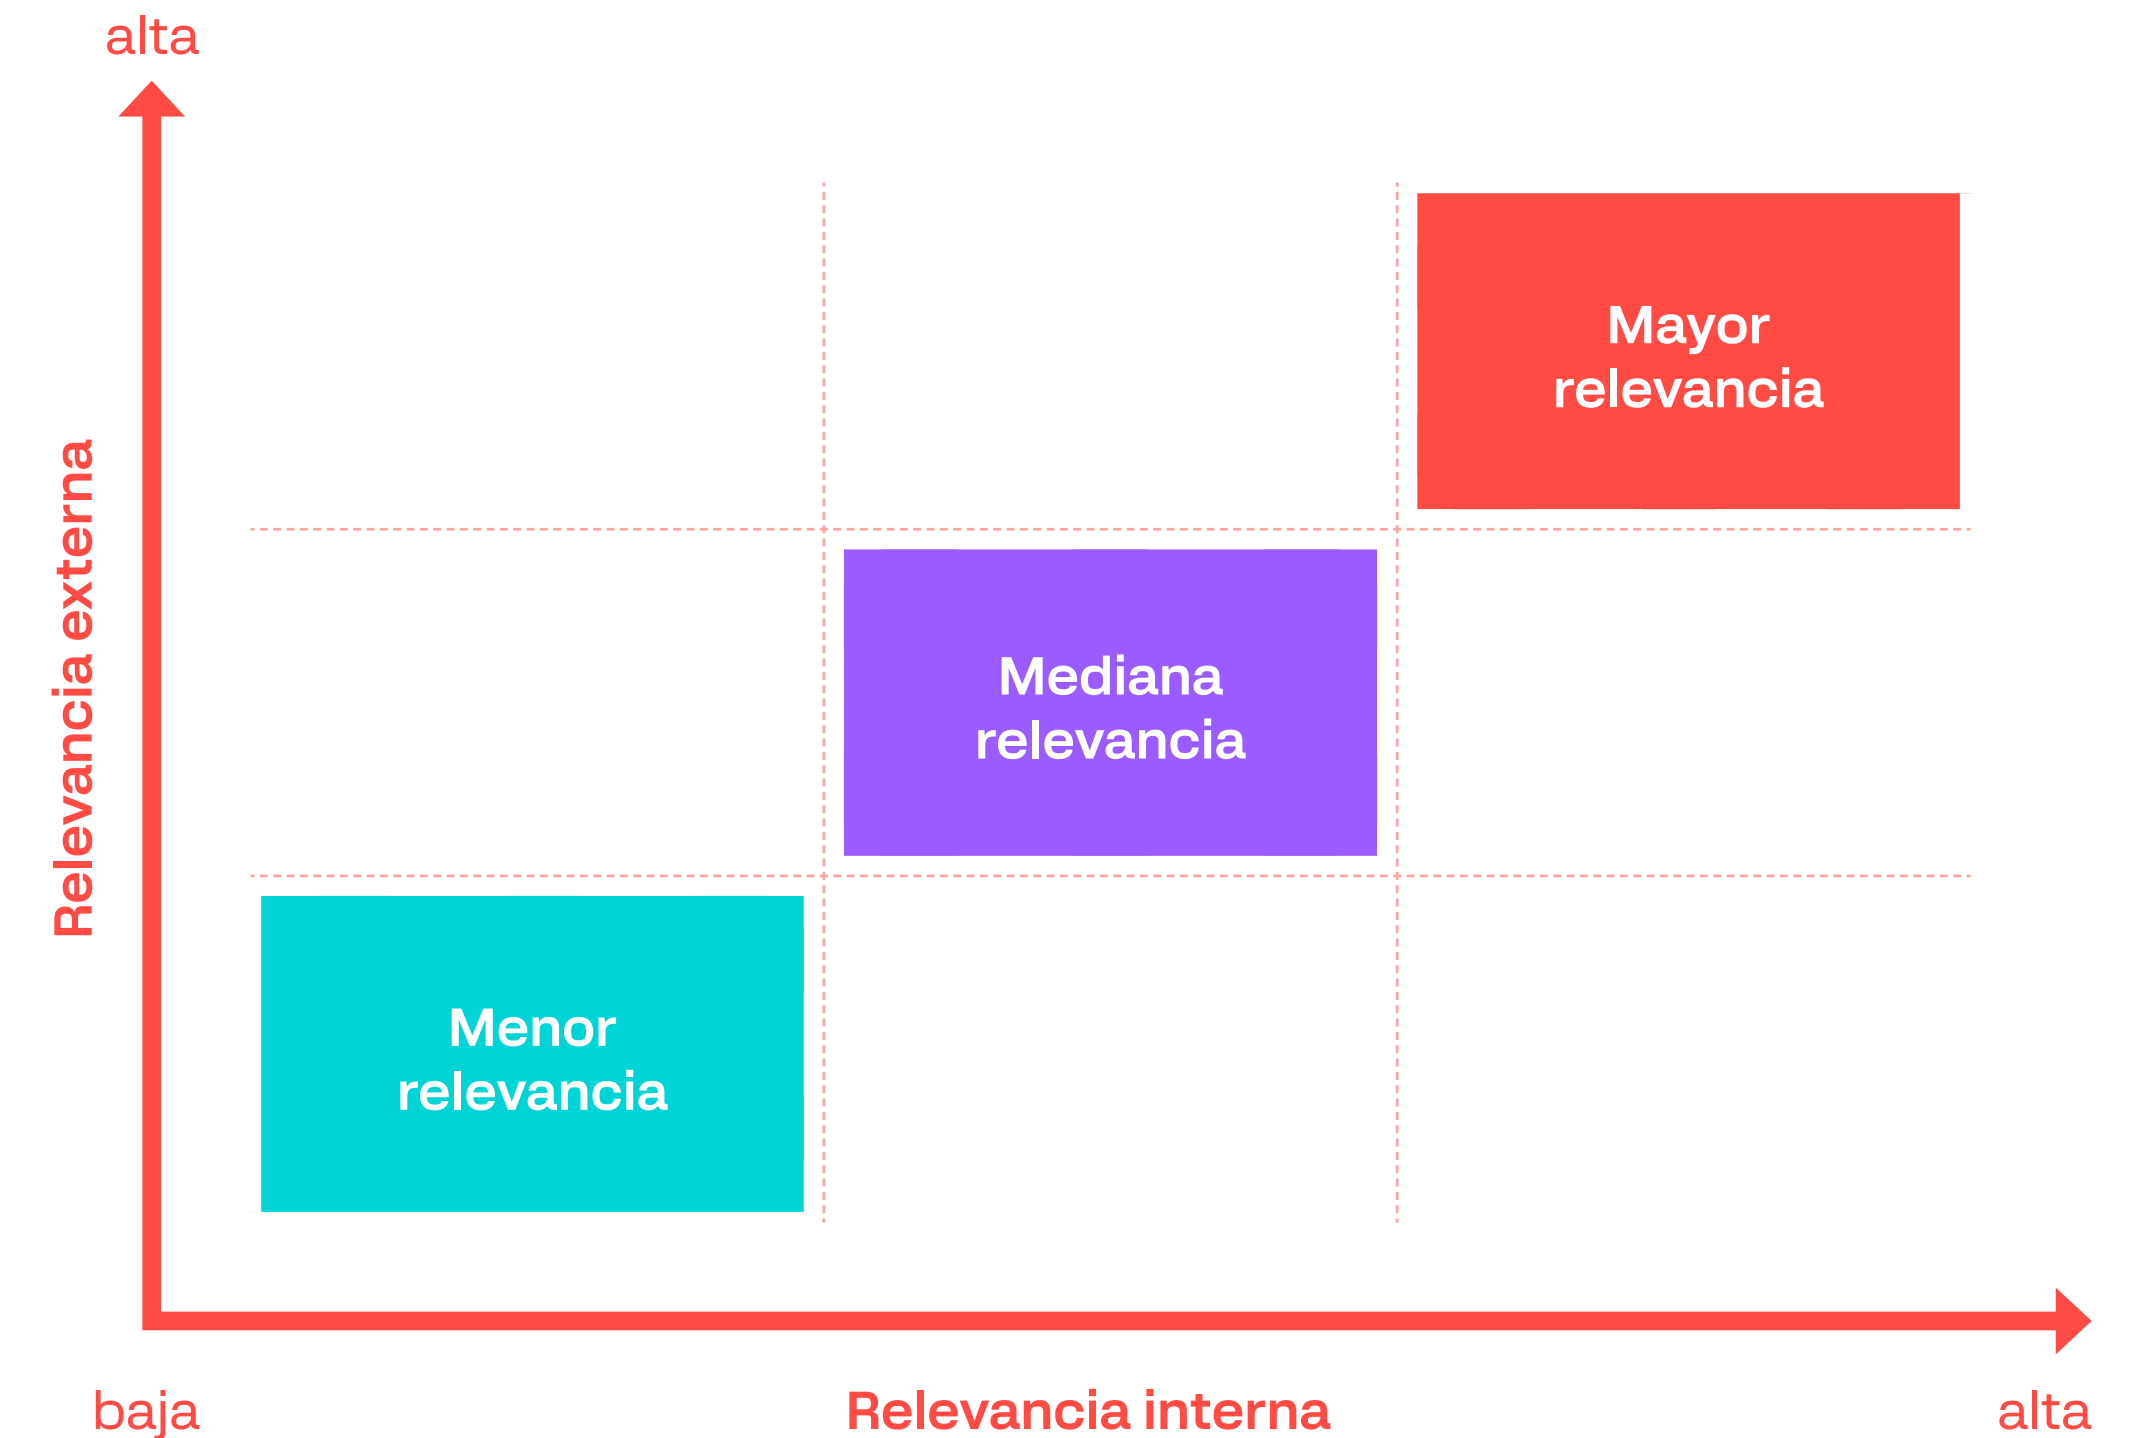 alta
Relevancia externa
Mayor
relevancia
Mediana
relevancia
Menor
relevancia
baja
Relevancia interna
alta